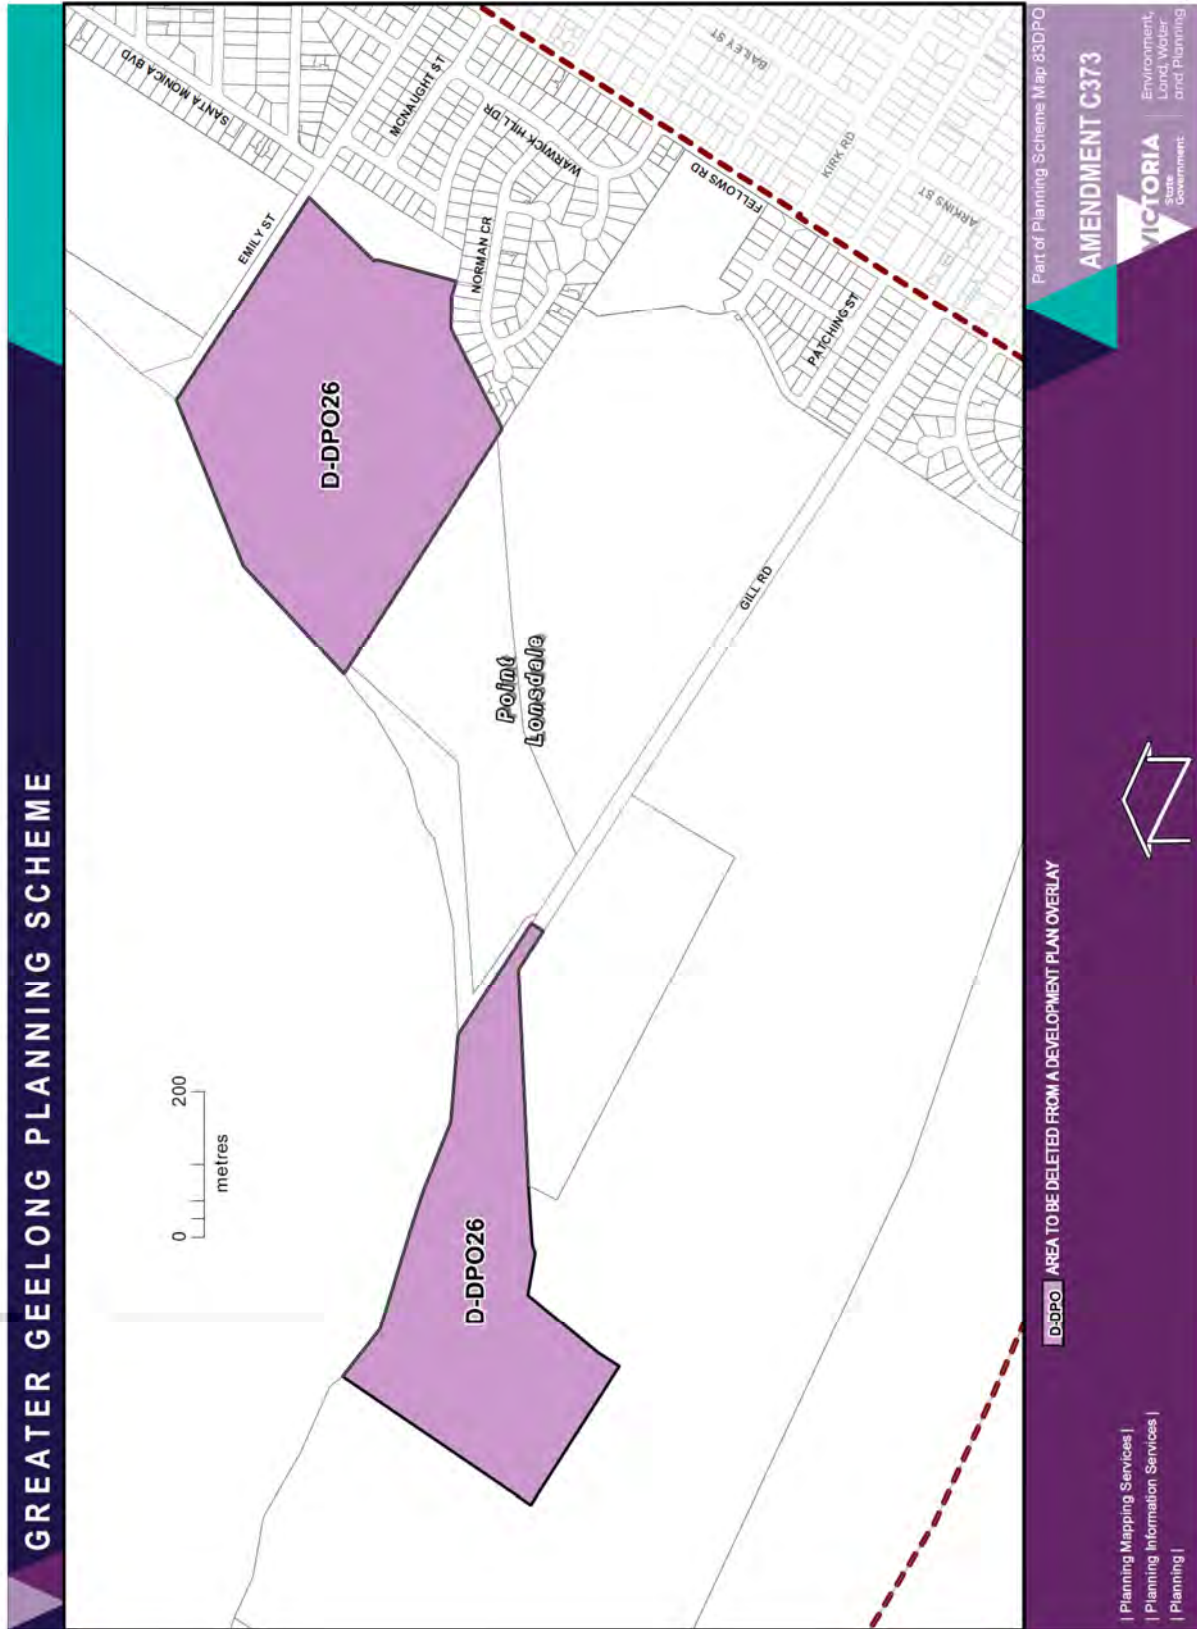 GREATER GEELONG PLANNING SCHEME
SANTA MONICA BVD
EMILY ST
MCNAUGHT ST
BAILEY ST
WARWICK HILL DR
NORMAN CR
FELLOWS RD
KIRK RD
ARKINS ST
PATCHING ST
GILL RD
D-DPO26
Point
Lonsdale
D-DPO26
0 200
metres
D-DPO AREA TO BE DELETED FROM A DEVELOPMENT PLAN OVERLAY
Part of Planning Scheme Map 83DPO
AMENDMENT C373
VICTORIA
State
Government
Environment,
Land, Water
and Planning
| Planning Mapping Services |
| Planning Information Services |
| Planning |